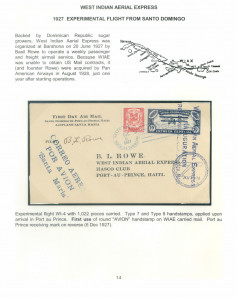 WEST INDIAN AERIAL EXPRESS
1927 EXPERIMENTAL FLIGHT FROM SANTO DOMINGO
Backed by Dominican Republic sugar
growers, West Indian Aerial Express was
organized at Barahona on 20 June 1927 by
Basil Rowe to operate a weekly passenger
and freight airmail service. Because WIAE
was unable to obtain US Mail contracts, it
(and founder Rowe) were acquired by Pan
American Airways in August 1928, just one
year after starting operations.
FIRST DAY AIR MAIL
B. L. ROWE
WEST INDIAN AERIAL EXPRESS
HASCO CLUB
PORT-AU-PRINCE, HAITI.
CORREO AEREO
POR AVION
"Santa Maria"
Experimental flight WI-4 with 1,022 pieces carried. Type 7 and Type 8 handstamps, applied upon
arrival in Port au Prince. First use of round "AVION" handstamp on WIAE carried mail. Port au
Prince receiving mark on reverse (6 Dec 1927).
14